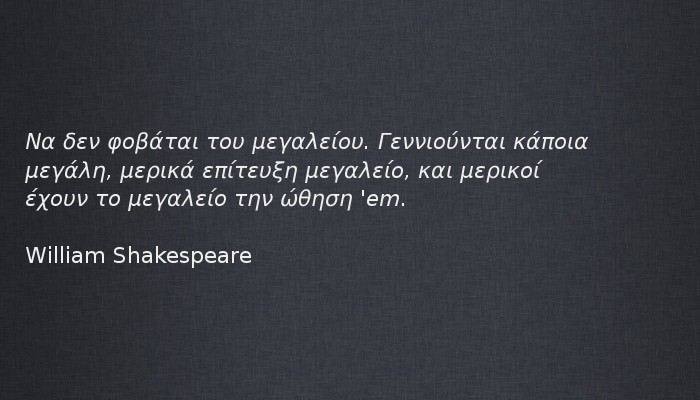 Να δεν φοβάται του μεγαλείου. Γεννιούνται κάποια
μεγάλη, μερικά επίτευξη μεγαλείο, και μερικοί
έχουν το μεγαλείο την ώθηση 'em.
William Shakespeare